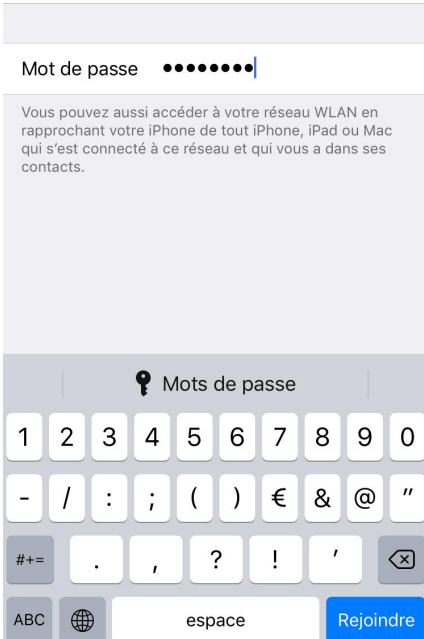 Mot de passe ••••••••
Vous pouvez aussi accéder à votre réseau WLAN en
rapprochant votre iPhone de tout iPhone, iPad ou Mac
qui s’est connecté à ce réseau et qui vous a dans ses
contacts.
Mots de passe
1 2 3 4 5 6 7 8 9 0
- / : ; ( ) € & @ "
#+= . , ? ! ’
ABC espace Rejoindre